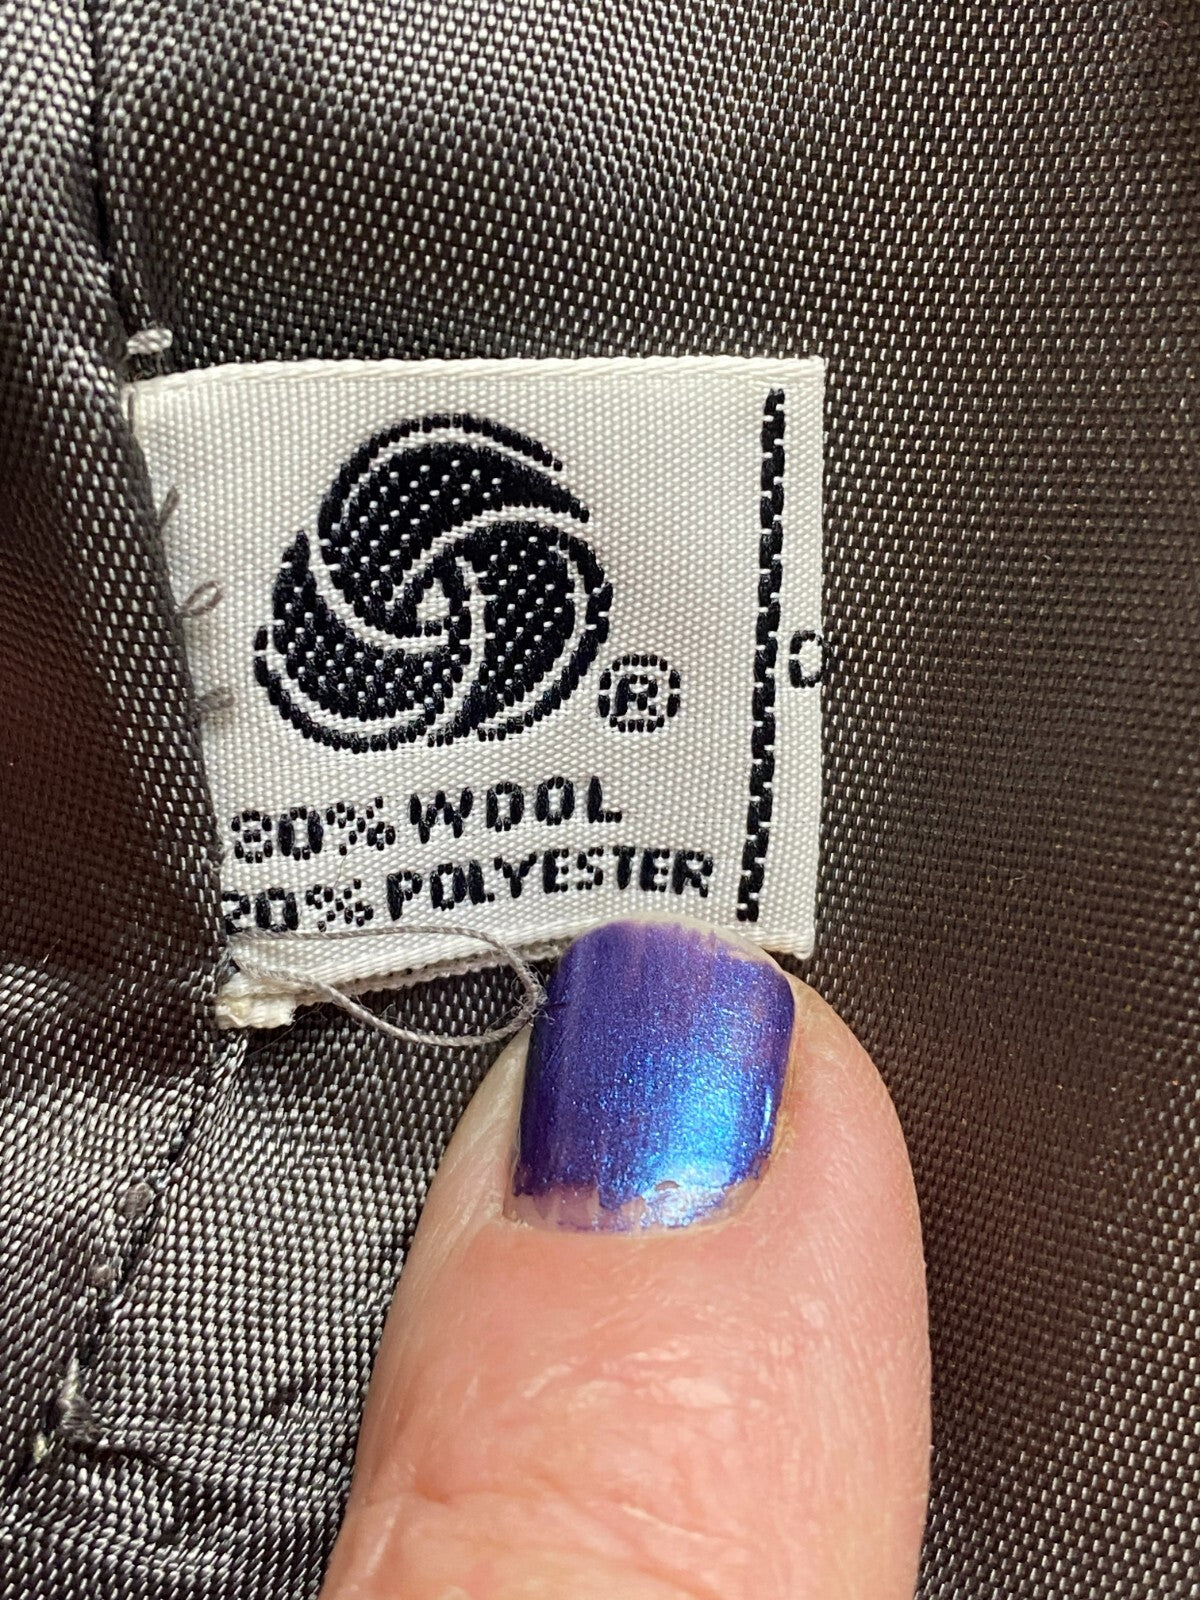 ®
80% WOOL
20% POLYESTER